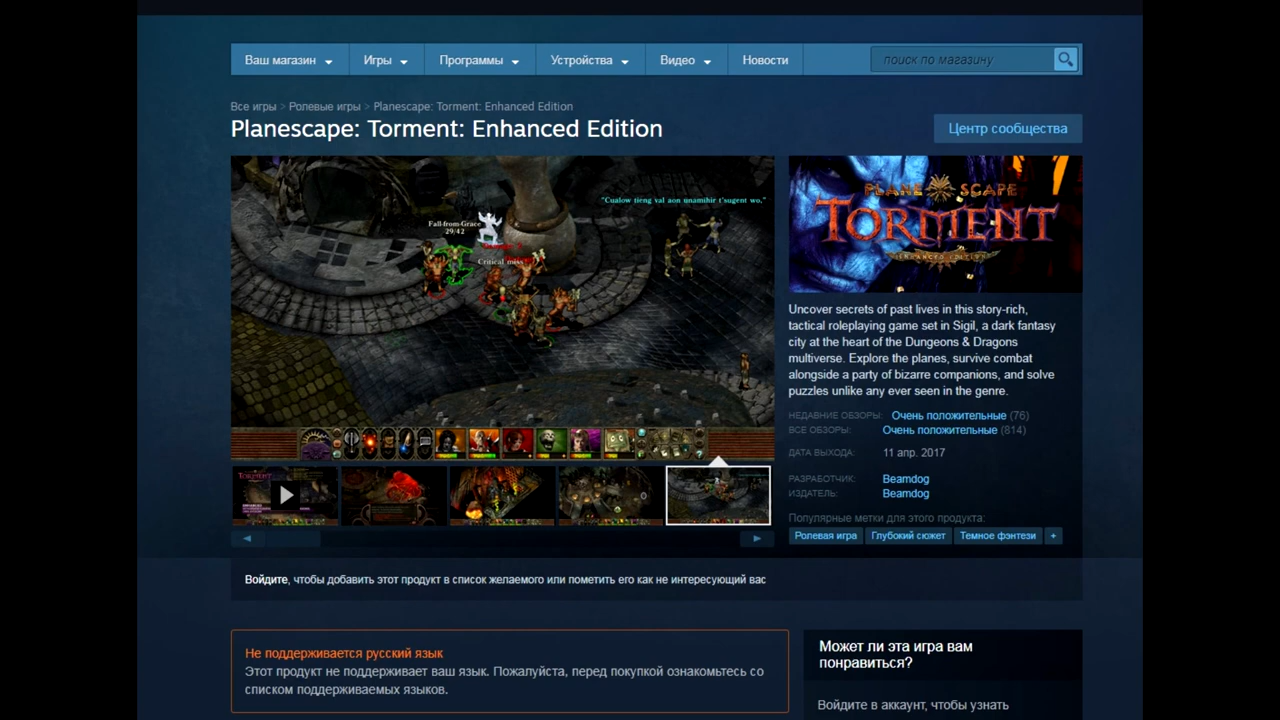 Ваш магазин
Игры
Программы
Устройства
Видео
Новости
поиск по магазину
Все игры > Ролевые игры > Planescape: Torment: Enhanced Edition
Planescape: Torment: Enhanced Edition
Центр сообщества
"Cualow tieng val aon unamihir t'sugent wo."
Fall-from-Grace
29/42
Critical miss
PLANESCAPE
TORMENT
ENHANCED EDITION
Uncover secrets of past lives in this story-rich,
tactical roleplaying game set in Sigil, a dark fantasy
city at the heart of the Dungeons & Dragons
multiverse. Explore the planes, survive combat
alongside a party of bizarre companions, and solve
puzzles unlike any ever seen in the genre.
НЕДАВНИЕ ОБЗОРЫ: Очень положительные (76)
ВСЕ ОБЗОРЫ: Очень положительные (814)
ДАТА ВЫХОДА: 11 апр. 2017
РАЗРАБОТЧИК: Beamdog
ИЗДАТЕЛЬ: Beamdog
Популярные метки для этого продукта:
Ролевая игра Глубокий сюжет Темное фэнтези +
TORMENT
Войдите, чтобы добавить этот продукт в список желаемого или пометить его как не интересующий вас
Не поддерживается русский язык
Этот продукт не поддерживает ваш язык. Пожалуйста, перед покупкой ознакомьтесь со
списком поддерживаемых языков.
Может ли эта игра вам
понравиться?
Войдите в аккаунт, чтобы узнать